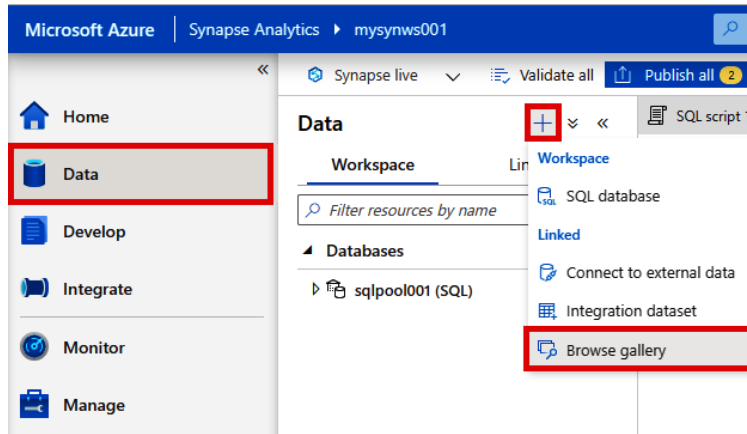 Microsoft Azure Synapse Analytics mysynws001
Synapse live Validate all Publish all 2
Home
Data
Develop
Integrate
Monitor
Manage
Data
Workspace
Filter resources by name
Databases
sqlpool001 (SQL)
SQL script
Workspace
SQL database
Linked
Connect to external data
Integration dataset
Browse gallery